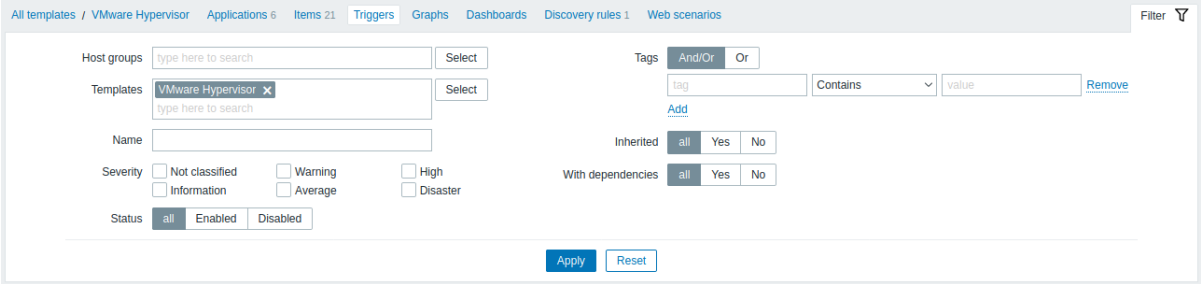 All templates / VMware Hypervisor Applications 6 Items 21 Triggers Graphs Dashboards Discovery rules 1 Web scenarios Filter
Host groups type here to search Select
Templates VMware Hypervisor Select
type here to search
Name
Severity Not classified Warning High
Information Average Disaster
Status all Enabled Disabled
Tags And/Or Or
tag Contains value Remove
Add
Inherited all Yes No
With dependencies all Yes No
Apply Reset